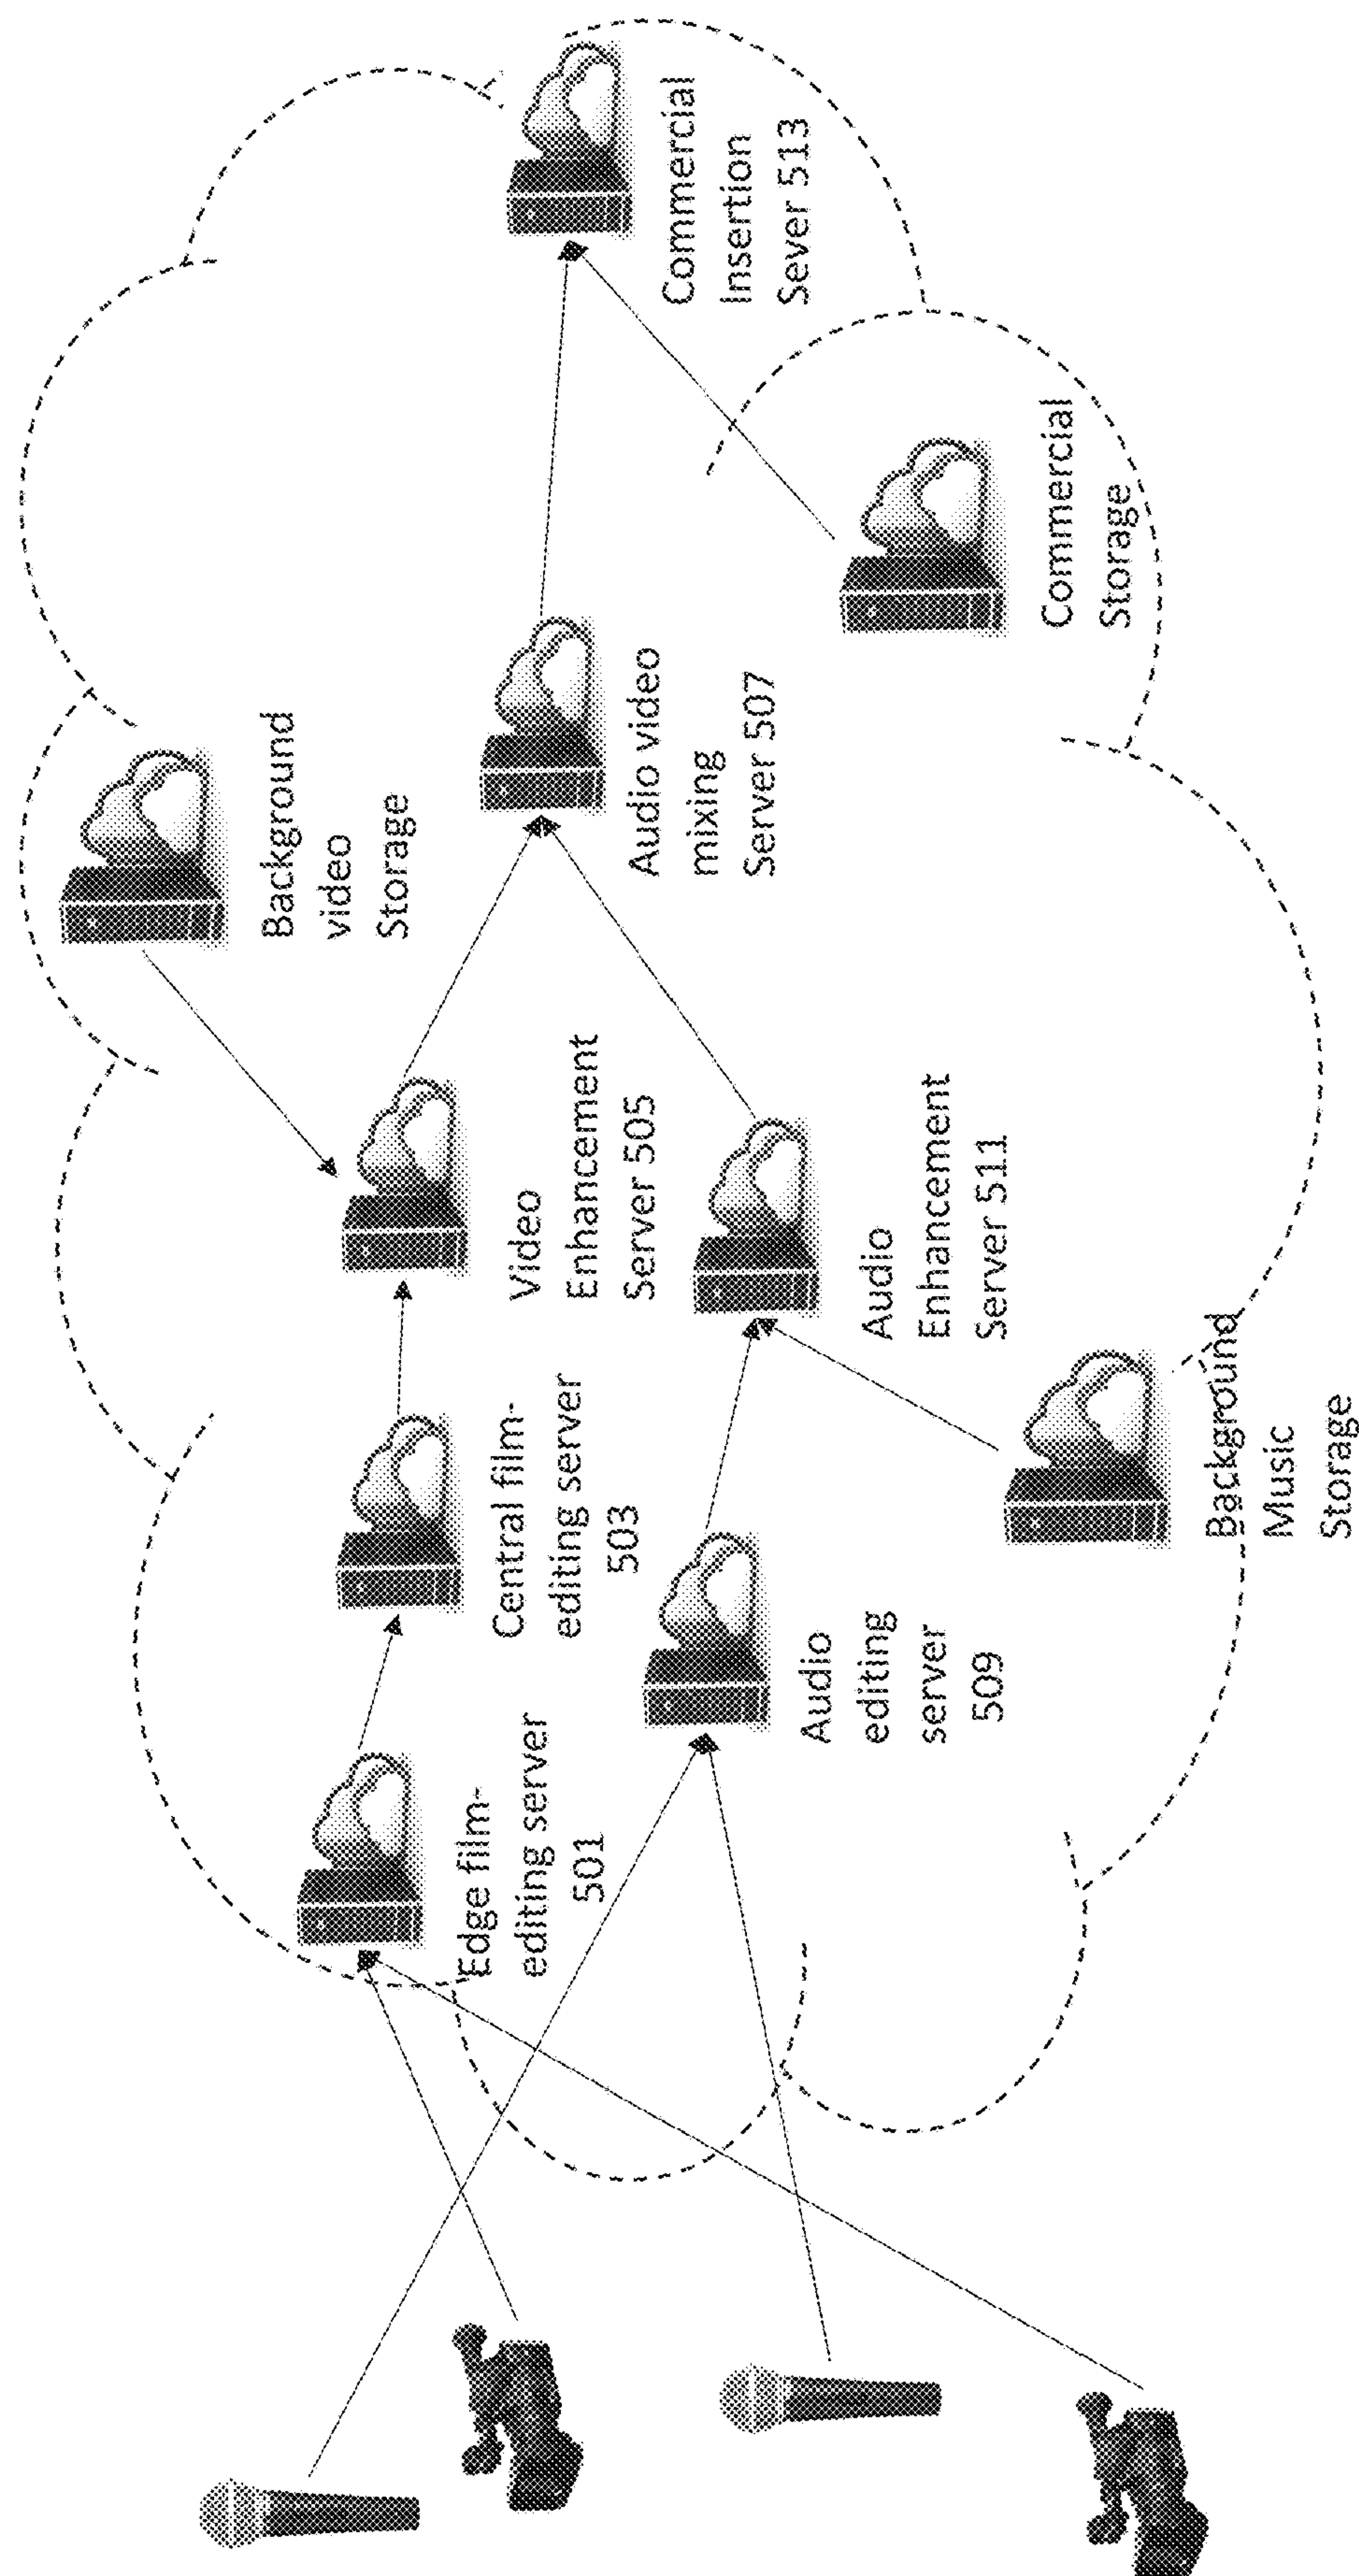 Edge film-
editing server
501
Central film-
editing server
503
Video
Enhancement
Server 505
Background
video
Storage
Audio video
mixing
Server 507
Commercial
Insertion
Sever 513
Audio
editing
server
509
Audio
Enhancement
Server 511
Background
Music
Storage
Commercial
Storage